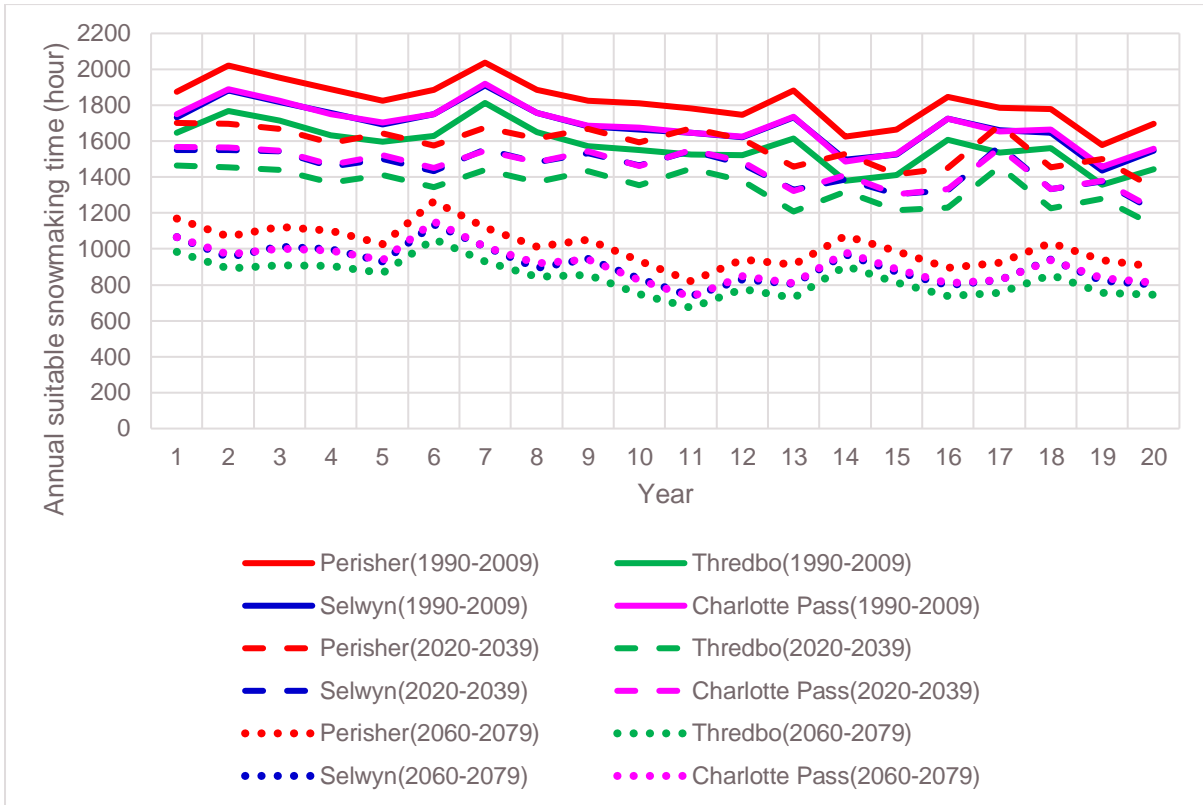 Annual suitable snowmaking time (hour)
2200
2000
1800
1600
1400
1200
1000
800
600
400
200
0
1 2 3 4 5 6 7 8 9 10 11 12 13 14 15 16 17 18 19 20
Year
Perisher(1990-2009) Thredbo(1990-2009)
Selwyn(1990-2009) Charlotte Pass(1990-2009)
Perisher(2020-2039) Thredbo(2020-2039)
Selwyn(2020-2039) Charlotte Pass(2020-2039)
Perisher(2060-2079) Thredbo(2060-2079)
Selwyn(2060-2079) Charlotte Pass(2060-2079)